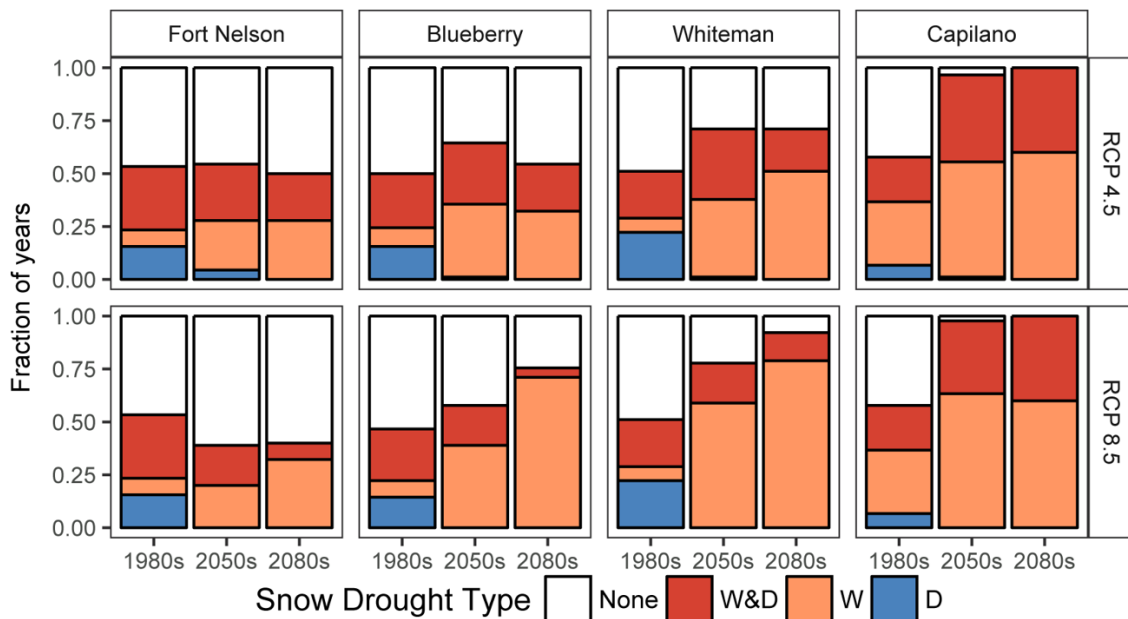 Fort Nelson
Blueberry
Whiteman
Capilano
Fraction of years
1.00
0.75
0.50
0.25
0.00
RCP 4.5
1.00
0.75
0.50
0.25
0.00
RCP 8.5
1980s 2050s 2080s
1980s 2050s 2080s
1980s 2050s 2080s
1980s 2050s 2080s
Snow Drought Type None W&D W D